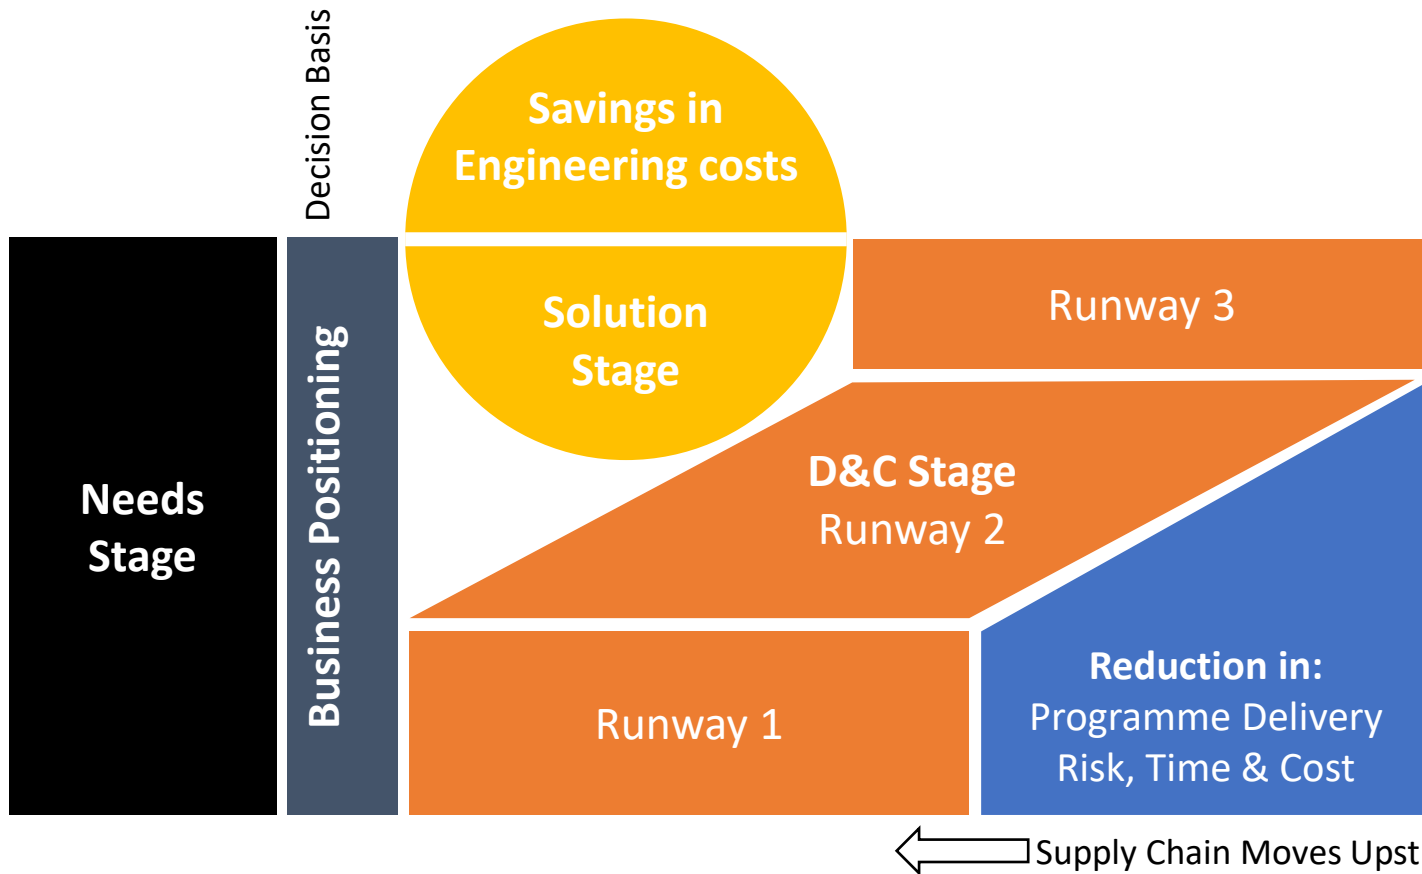 Decision Basis
Savings in
Engineering costs
Solution
Stage
Runway 3
Needs
Stage
Business Positioning
D&C Stage
Runway 2
Runway 1
Reduction in:
Programme Delivery
Risk, Time & Cost
Supply Chain Moves Upst